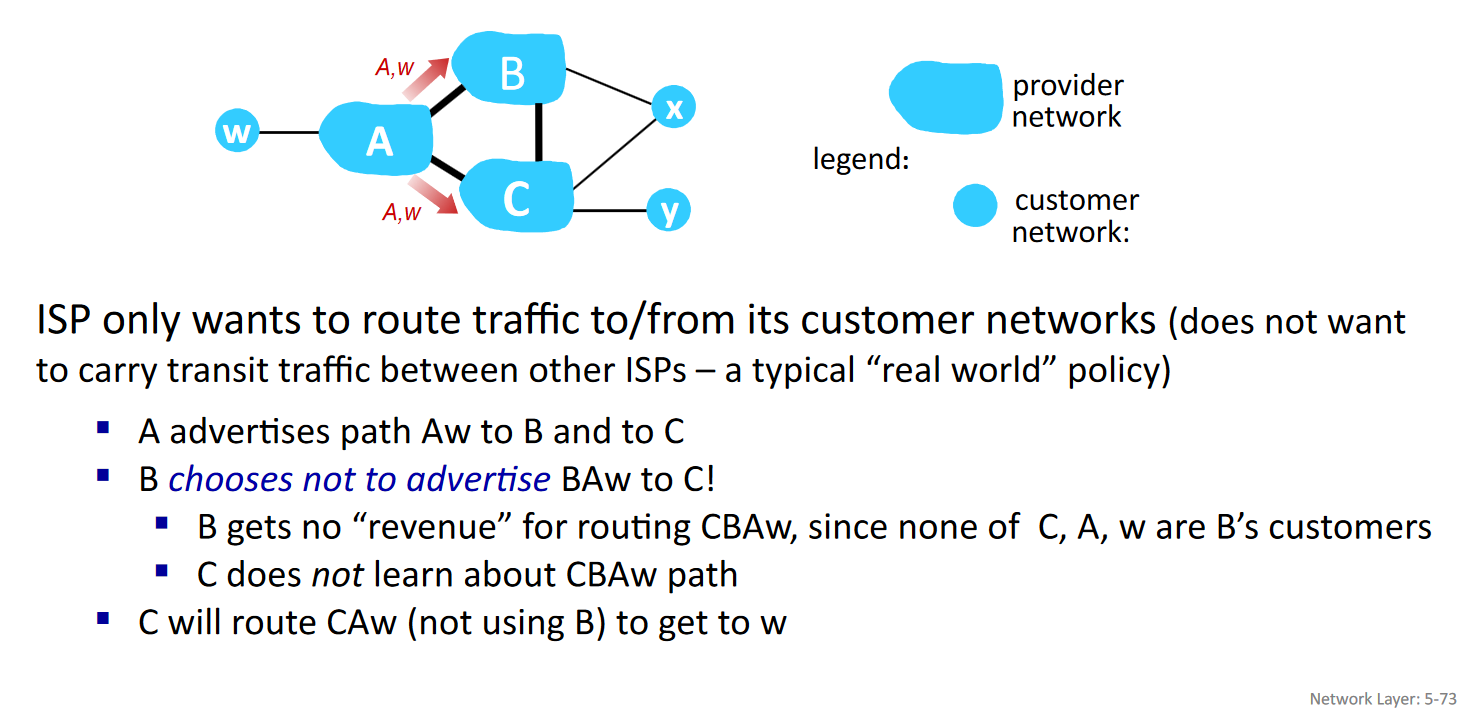 A,w
B
w
A
x
C
A,w
y
provider
network
legend:
customer
network:
ISP only wants to route traffic to/from its customer networks (does not want
to carry transit traffic between other ISPs – a typical “real world” policy)
▪ A advertises path Aw to B and to C
▪ B chooses not to advertise BAw to C!
▪ B gets no “revenue” for routing CBAw, since none of C, A, w are B’s customers
▪ C does not learn about CBAw path
▪ C will route CAw (not using B) to get to w
Network Layer: 5-73